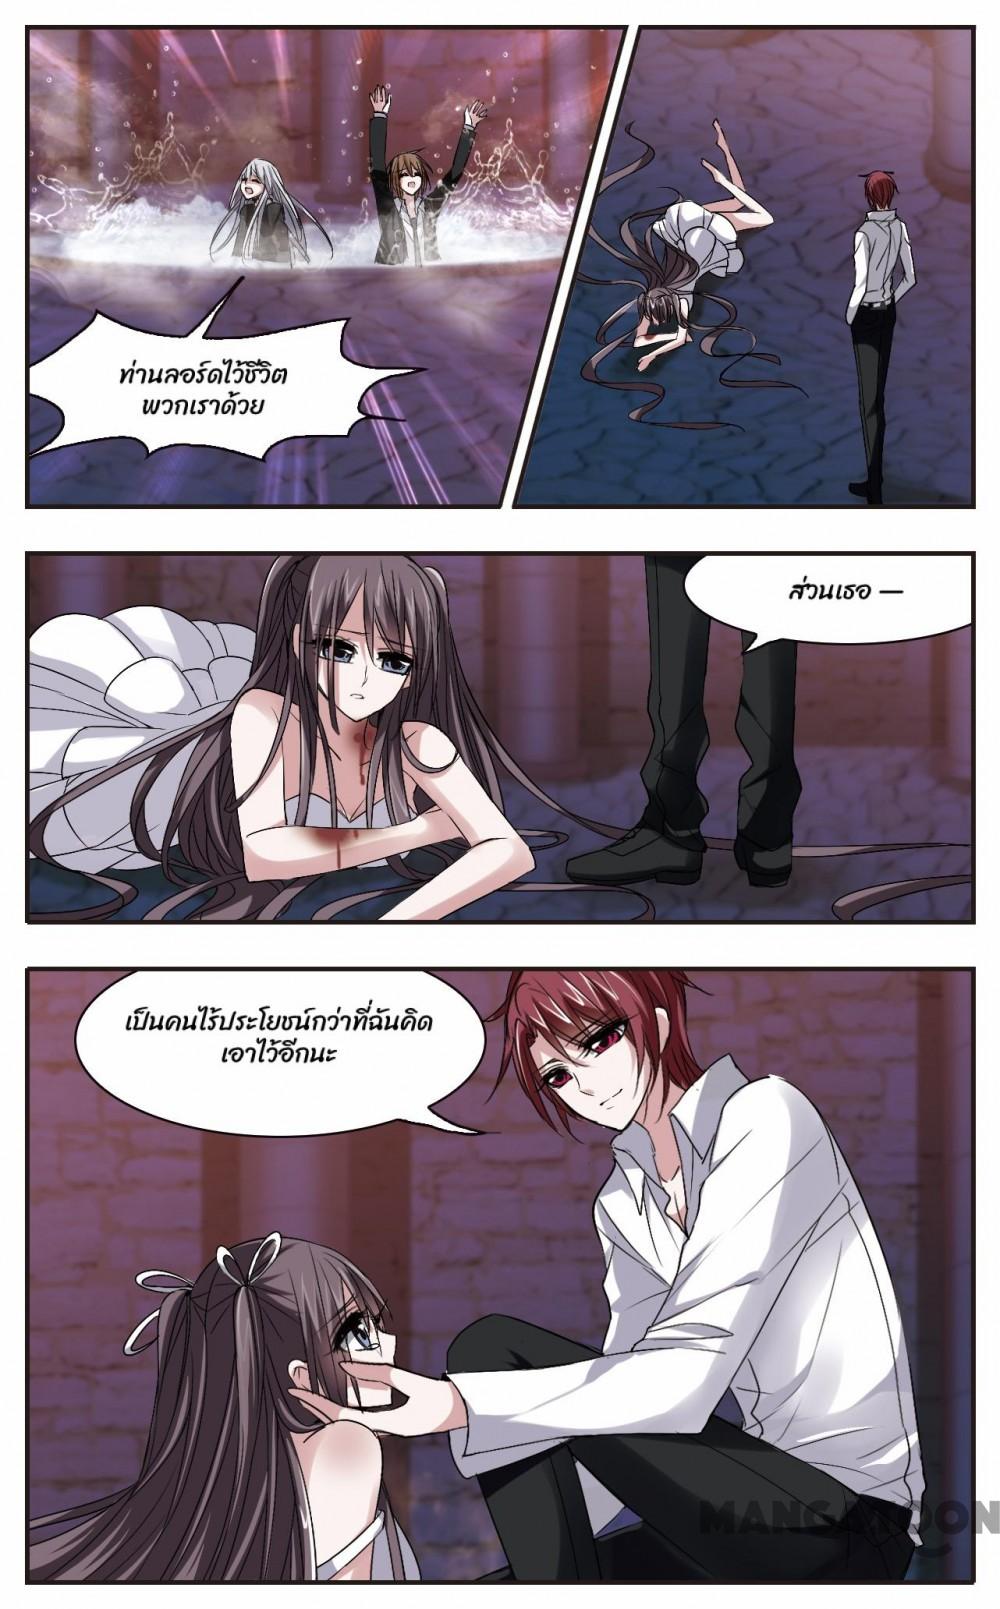 ท่านลอร์ดไว้ชีวิต
พวกเราด้วย
ส่วนเธอ —
เป็นคนไร้ประโยชน์กว่าที่ฉันคิด
เอาไว้อีกนะ
MANGAMOON